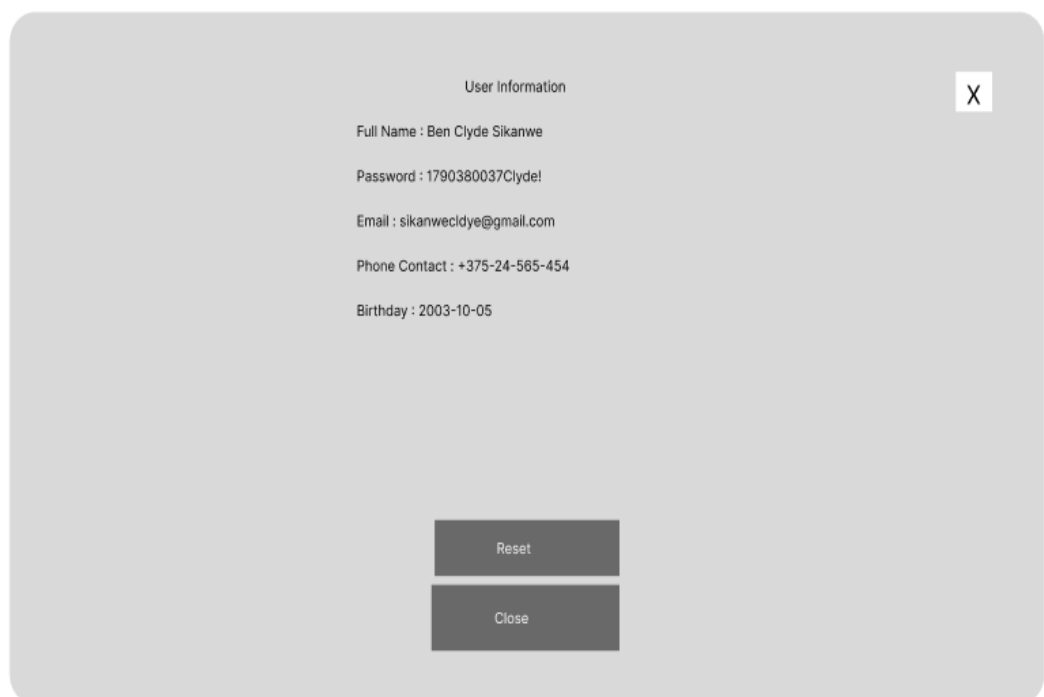 User Information
X
Full Name : Ben Clyde Sikanwe
Password : 1790380037Clyde!
Email : sikanwecldye@gmail.com
Phone Contact : +375-24-565-454
Birthday : 2003-10-05
Reset
Close